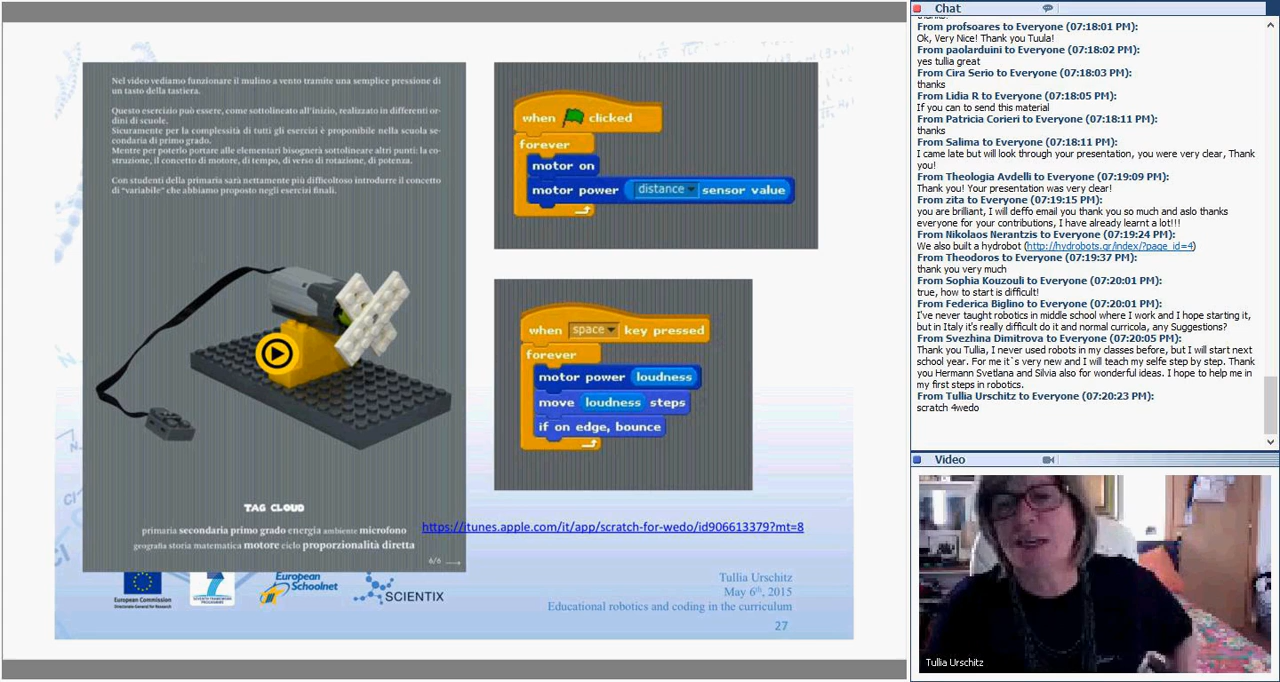 Nel video vediamo funzionare il mulino a vento tramite una semplice pressione di
un tasto della tastiera.
Questo esercizio può essere, come sottolineato all'inizio, realizzato in differenti or-
dini di scuole.
Sicuramente per la complessità di tutti gli esercizi è proponibile nella scuola se-
condaria di primo grado.
Mentre per poterlo portare alle elementari bisognerà sottolineare altri punti: la co-
struzione, il concetto di motore, di tempo, di verso di rotazione, di potenza.
Con studenti della primaria sarà nettamente più difficoltoso introdurre il concetto
di "variabile" che abbiamo proposto negli esercizi finali.
TAG CLOUD
primaria secondaria primo grado energia ambiente microfono
geografia storia matematica motore ciclo proporzionalità diretta
6/6
when clicked
forever
motor on
motor power distance sensor value
when space key pressed
forever
motor power loudness
move loudness steps
if on edge, bounce
https://itunes.apple.com/it/app/scratch-for-wedo/id906613379?mt=8
European Commission
Directorate-General for Research
SEVENTH FRAMEWORK
PROGRAMME
European
Schoolnet
SCIENTIX
Tullia Urschitz
May 6th, 2015
Educational robotics and coding in the curriculum
27
Chat
thanks!
From profsoares to Everyone (07:18:01 PM):
Ok, Very Nice! Thank you Tuula!
From paolarduini to Everyone (07:18:02 PM):
yes tullia great
From Cira Serio to Everyone (07:18:03 PM):
thanks
From Lidia R to Everyone (07:18:05 PM):
If you can to send this material
From Patricia Corieri to Everyone (07:18:11 PM):
thanks
From Salima to Everyone (07:18:11 PM):
I came late but will look through your presentation, you were very clear, Thank
you!
From Theologia Avdelli to Everyone (07:19:09 PM):
Thank you! Your presentation was very clear!
From zita to Everyone (07:19:15 PM):
you are brilliant, I will deffo email you thank you so much and aslo thanks
everyone for your contributions, I have already learnt a lot!!!
From Nikolaos Nerantzis to Everyone (07:19:24 PM):
We also built a hydrobot (http://hydrobots.gr/index/?page_id=4)
From Theodoros to Everyone (07:19:37 PM):
thank you very much
From Sophia Kouzouli to Everyone (07:20:01 PM):
true, how to start is difficult!
From Federica Biglino to Everyone (07:20:01 PM):
I've never taught robotics in middle school where I work and I hope starting it,
but in Italy it's really difficult do it and normal curricola, any Suggestions?
From Svezhina Dimitrova to Everyone (07:20:05 PM):
Thank you Tullia, I never used robots in my classes before, but I will start next
school year. For me it`s very new and I will teach my selfe step by step. Thank
you Hermann Svetlana and Silvia also for wonderful ideas. I hope to help me in
my first steps in robotics.
From Tullia Urschitz to Everyone (07:20:23 PM):
scratch 4wedo
Video
Tullia Urschitz